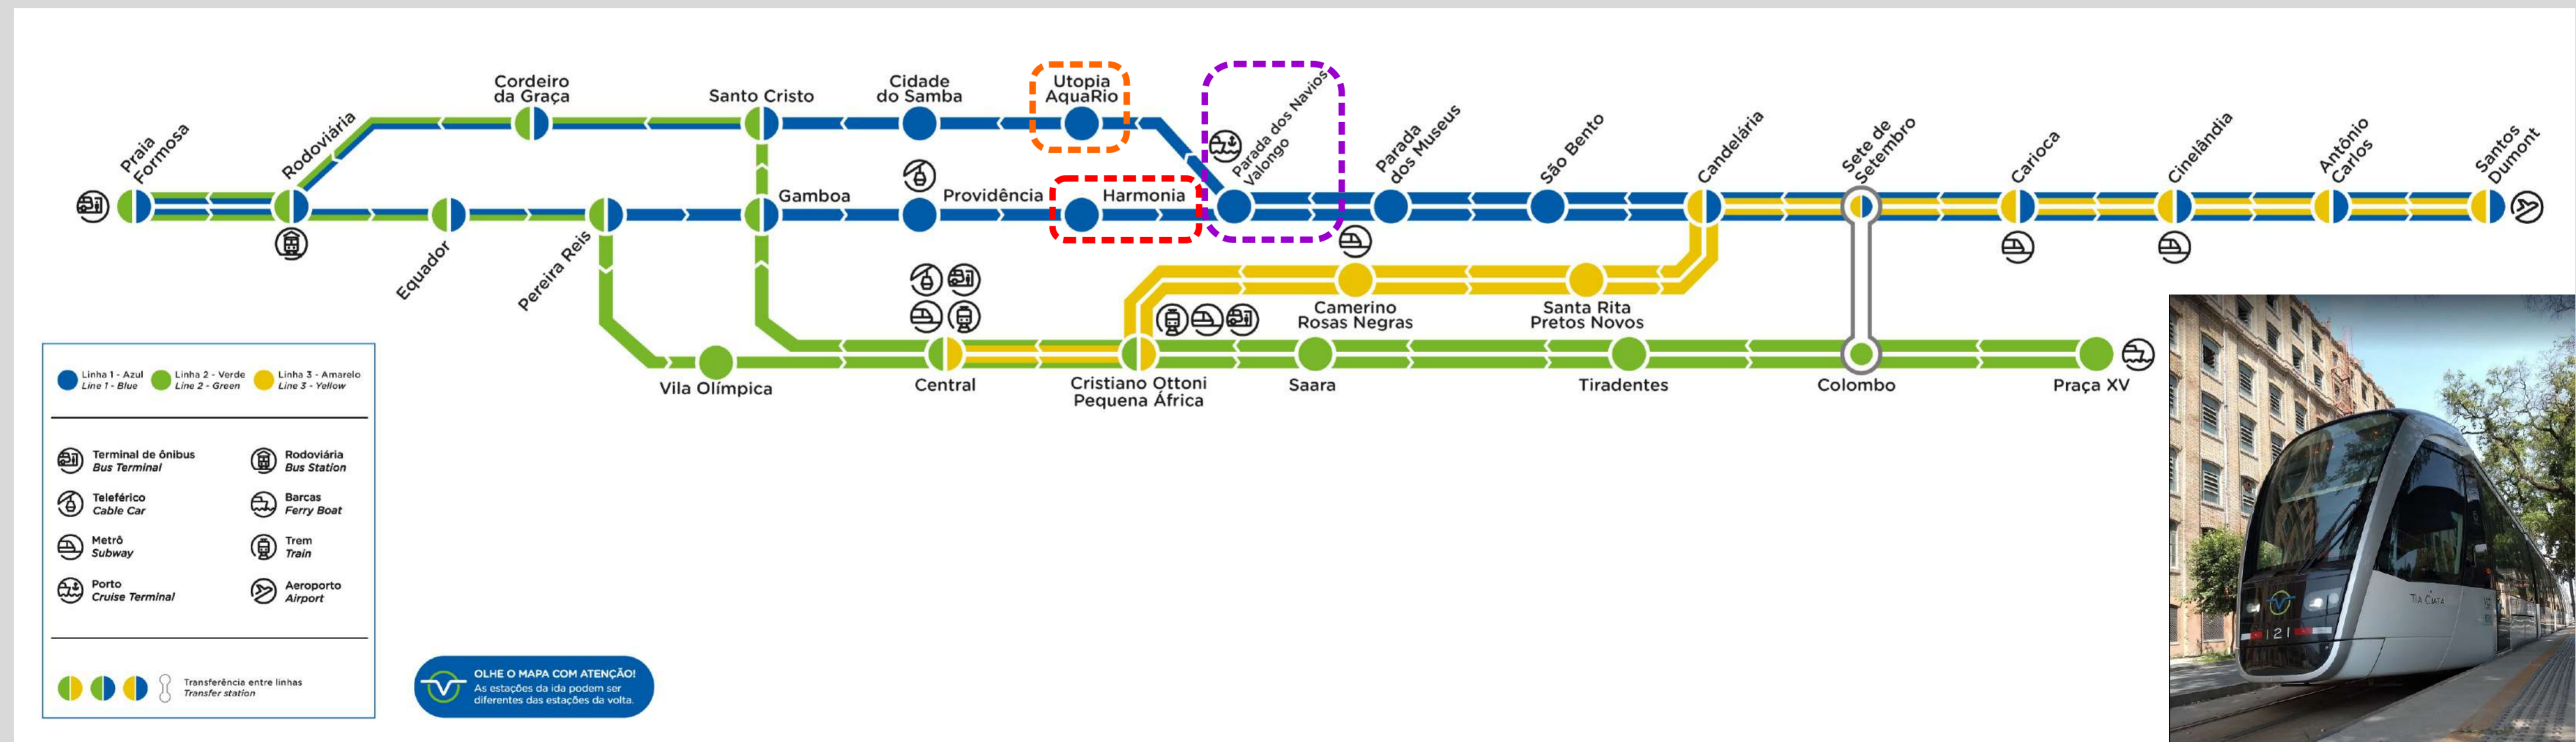 Cordeiro
da Graça
Santo Cristo
Cidade
do Samba
Utopia
AquaRio
Praia
Formosa
Rodoviária
Equador
Pereira Reis
Gamboa
Providência
Harmonia
Parada dos Navios
Valongo
Parada
dos Museus
São Bento
Candelária
Sete de
Setembro
Carioca
Cinelândia
Antônio
Carlos
Santos
Dumont
Camerino
Rosas Negras
Santa Rita
Pretos Novos
Vila Olímpica
Central
Cristiano Ottoni
Pequena África
Saara
Tiradentes
Colombo
Praça XV
Linha 1 - Azul
Line 1 - Blue
Linha 2 - Verde
Line 2 - Green
Linha 3 - Amarelo
Line 3 - Yellow
Terminal de ônibus
Bus Terminal
Rodoviária
Bus Station
Teleférico
Cable Car
Barcas
Ferry Boat
Metrô
Subway
Trem
Train
Porto
Cruise Terminal
Aeroporto
Airport
Transferência entre linhas
Transfer station
OLHE O MAPA COM ATENÇÃO!
As estações da ida podem ser
diferentes das estações da volta.
TIA CIATA
121